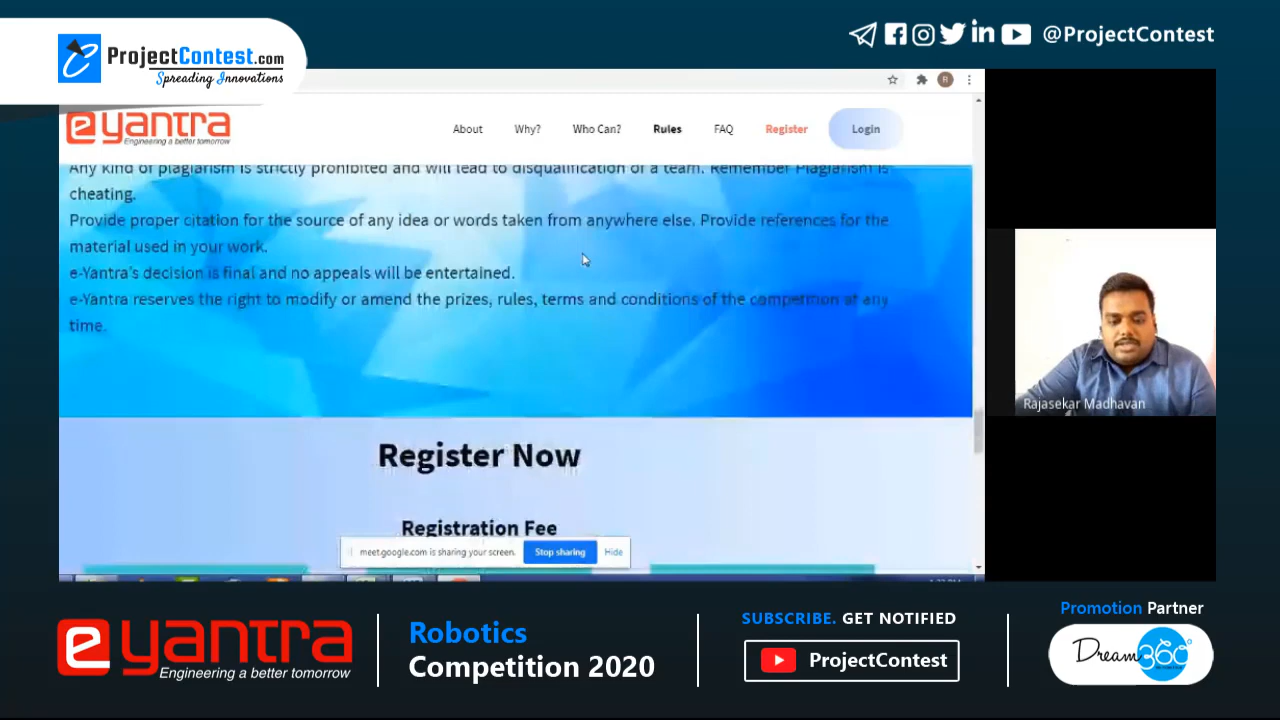 ProjectContest.com
Spreading Innovations
@ProjectContest
R
eyantra
Engineering a better tomorrow
About Why? Who Can? Rules FAQ Register Login
Any kind of plagiarism is strictly prohibited and will lead to disqualification of a team. Remember Plagiarism is
cheating.
Provide proper citation for the source of any idea or words taken from anywhere else. Provide references for the
material used in your work.
e-Yantra's decision is final and no appeals will be entertained.
e-Yantra reserves the right to modify or amend the prizes, rules, terms and conditions of the competition at any
time.
Register Now
Registration Fee
meet.google.com is sharing your screen. Stop sharing Hide
Rajasekar Madhavan
eyantra
Engineering a better tomorrow
Robotics
Competition 2020
SUBSCRIBE. GET NOTIFIED
ProjectContest
Promotion Partner
Dream360°